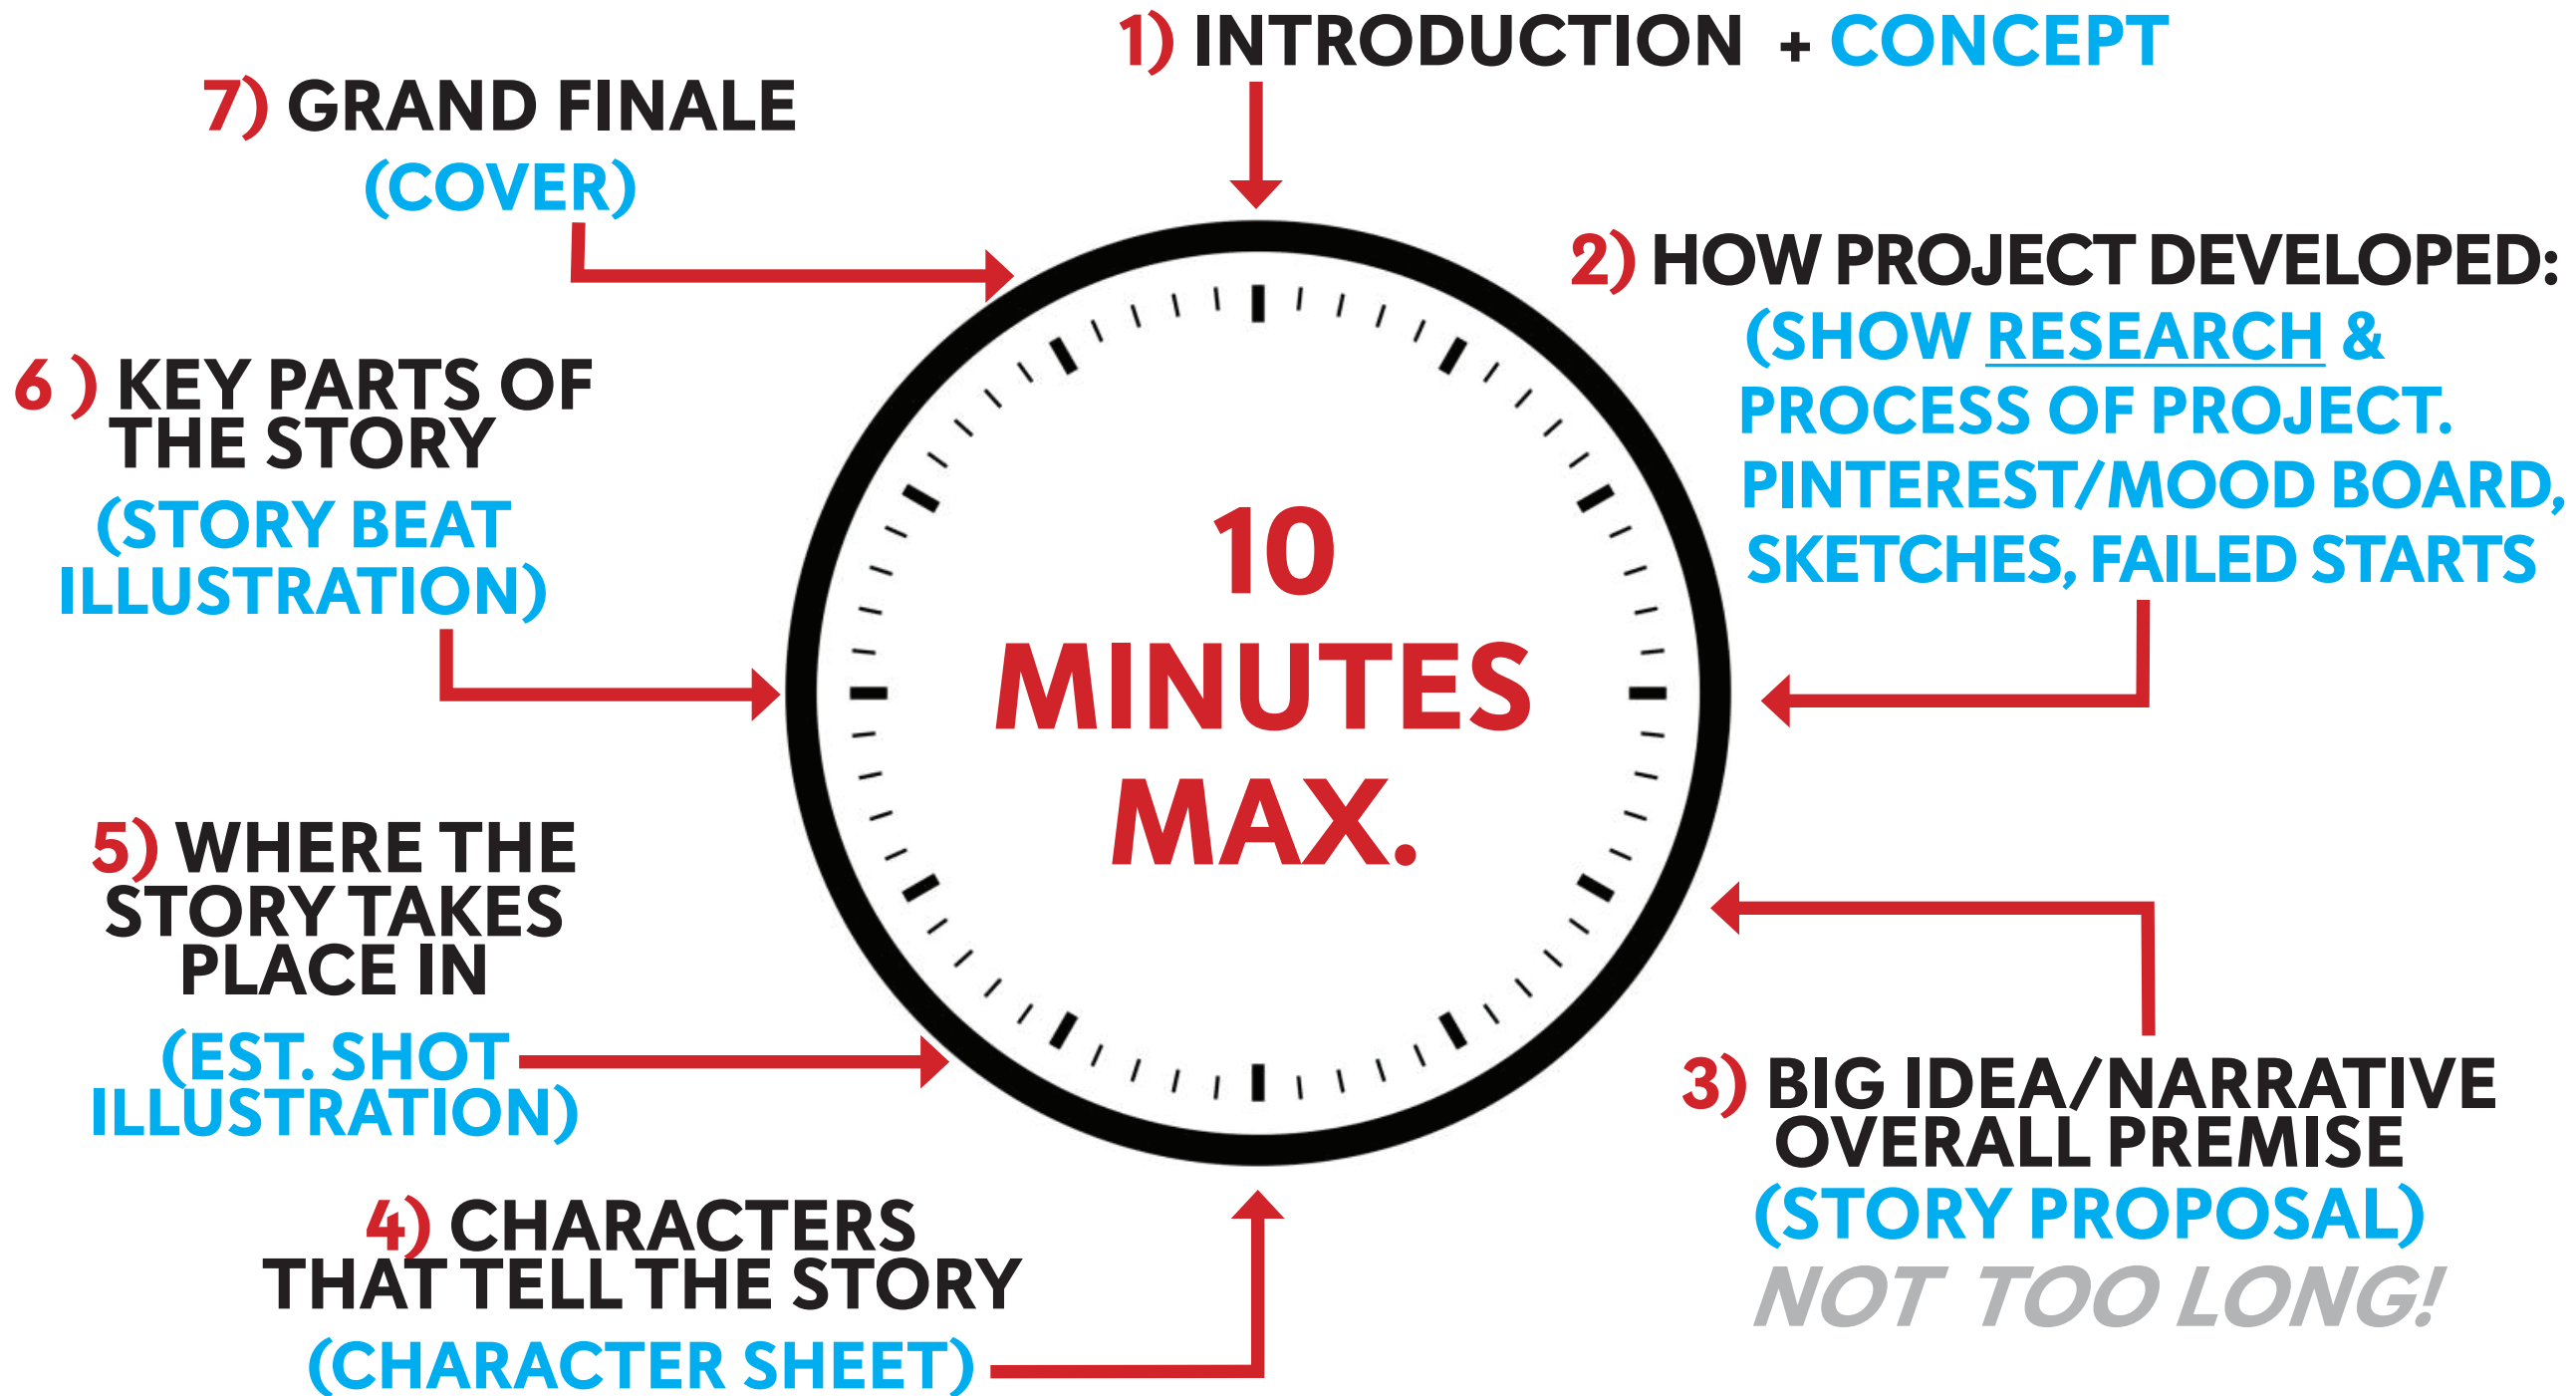 1) INTRODUCTION + CONCEPT
2) HOW PROJECT DEVELOPED:
(SHOW RESEARCH &
PROCESS OF PROJECT.
PINTEREST/MOOD BOARD,
SKETCHES, FAILED STARTS
3) BIG IDEA/NARRATIVE
OVERALL PREMISE
(STORY PROPOSAL)
NOT TOO LONG!
4) CHARACTERS
THAT TELL THE STORY
(CHARACTER SHEET)
5) WHERE THE
STORY TAKES
PLACE IN
(EST. SHOT
ILLUSTRATION)
6 ) KEY PARTS OF
THE STORY
(STORY BEAT
ILLUSTRATION)
7) GRAND FINALE
(COVER)
10
MINUTES
MAX.